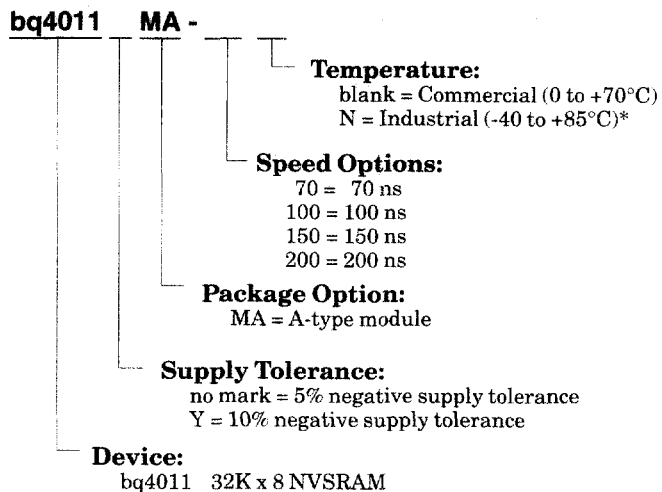 bq4011 _ MA - _ _
Temperature:
blank = Commercial (0 to +70°C)
N = Industrial (-40 to +85°C)*
Speed Options:
70 = 70 ns
100 = 100 ns
150 = 150 ns
200 = 200 ns
Package Option:
MA = A-type module
Supply Tolerance:
no mark = 5% negative supply tolerance
Y = 10% negative supply tolerance
Device:
bq4011 32K x 8 NVSRAM